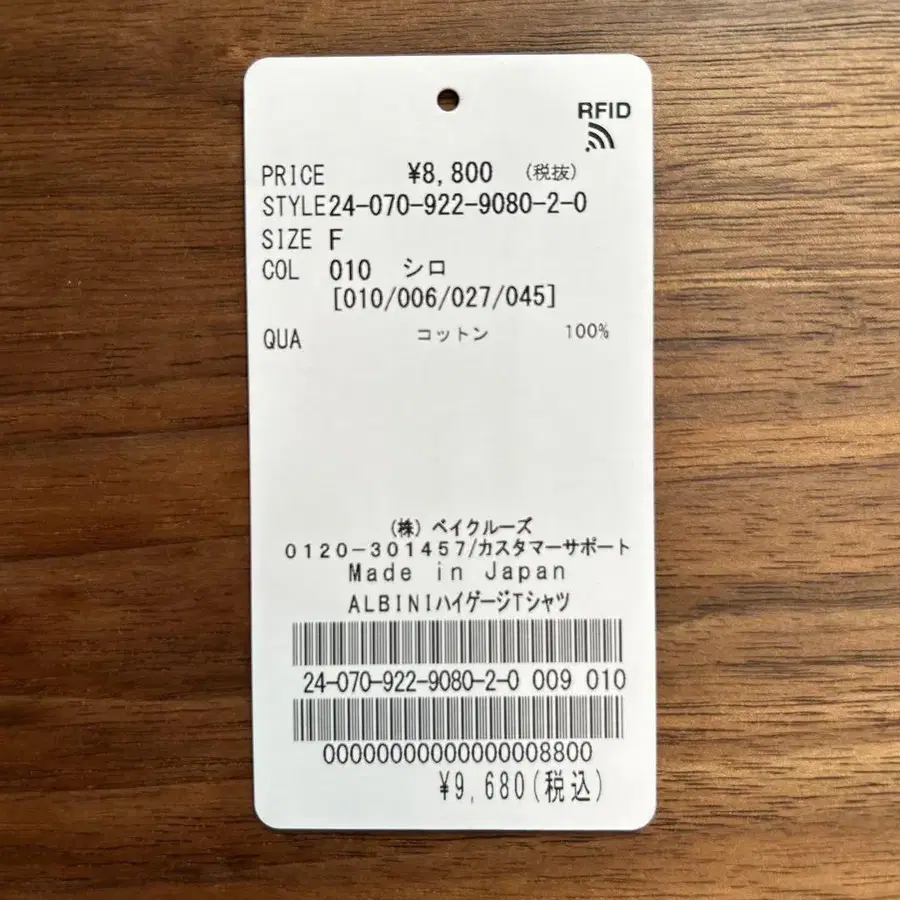 RFID
PRICE ¥8,800 (税抜)
STYLE24-070-922-9080-2-0
SIZE F
COL 010 シロ
[010/006/027/045]
QUA コットン 100%
(株)ベイクルーズ
0120-301457/カスタマーサポート
Made in Japan
ALBINIハイゲージTシャツ
24-070-922-9080-2-0 009 010
00000000000000008800
¥9,680(税込)